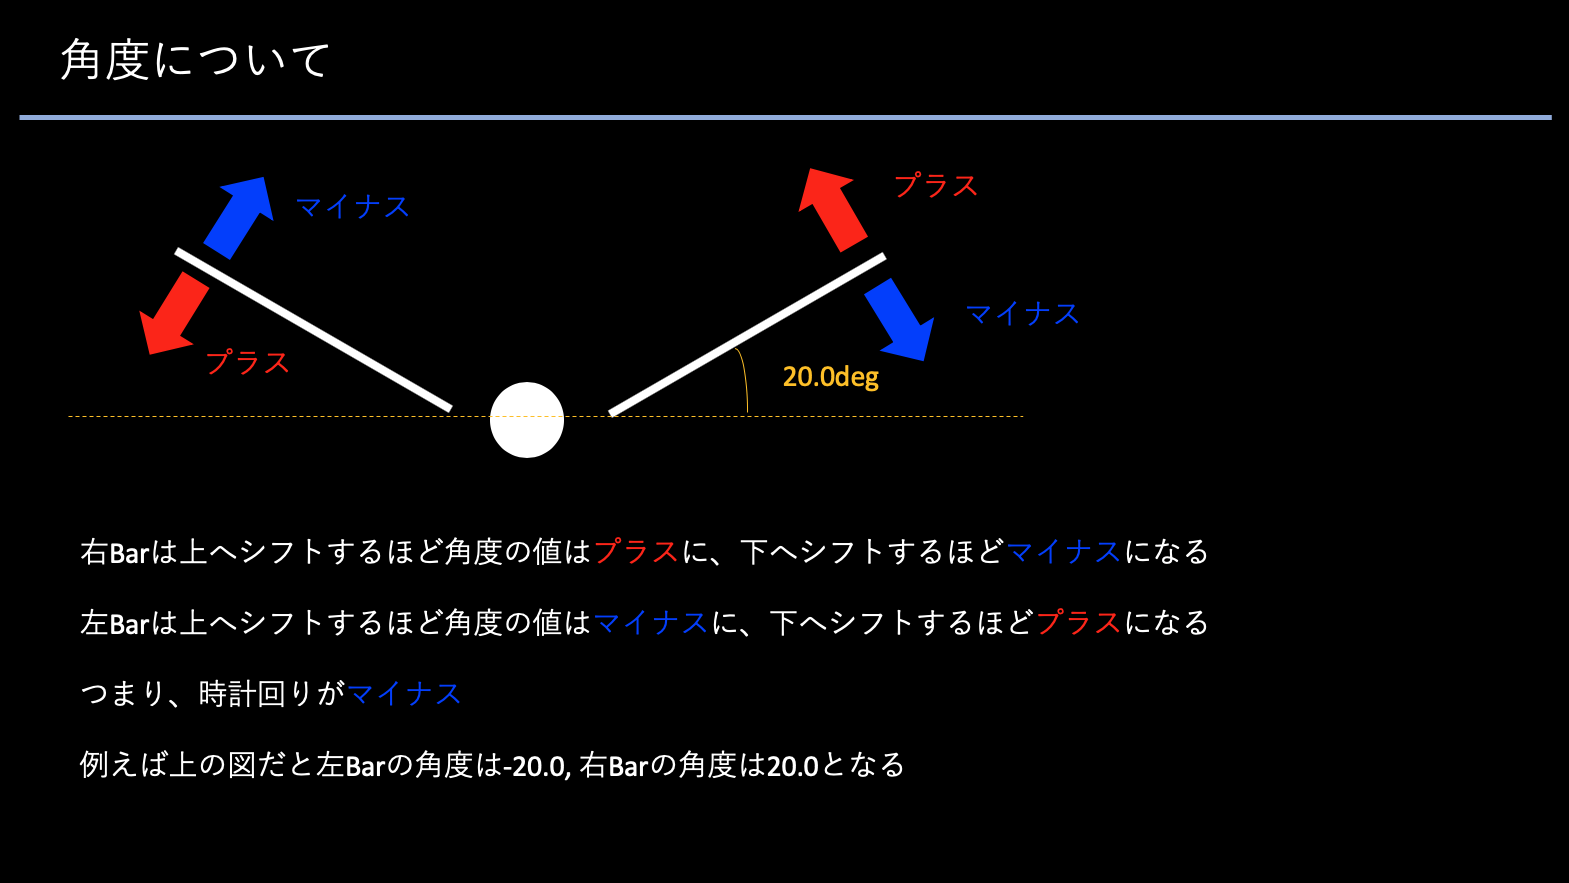 角度について
マイナス
プラス
プラス
マイナス
20.0deg
右Barは上へシフトするほど角度の値はプラスに、下へシフトするほどマイナスになる
左Barは上へシフトするほど角度の値はマイナスに、下へシフトするほどプラスになる
つまり、時計回りがマイナス
例えば上の図だと左Barの角度は-20.0, 右Barの角度は20.0となる